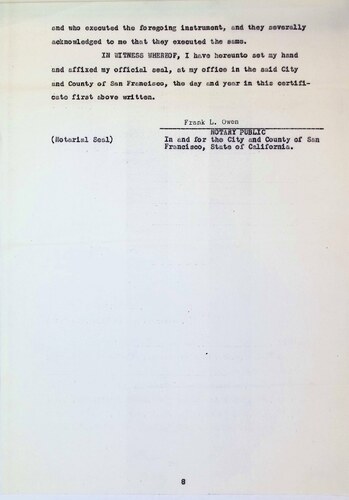 and who executed the foregoing instrument, and they severally
acknowledged to me that they executed the same.
IN WITNESS WHEREOF, I have hereunto set my hand
and affixed my official seal, at my office in the said City
and County of San Francisco, the day and year in this certifi-
cate first above written.
Frank L. Owen
NOTARY PUBLIC
(Notarial Seal) In and for the City and County of San
Francisco, State of California.
8